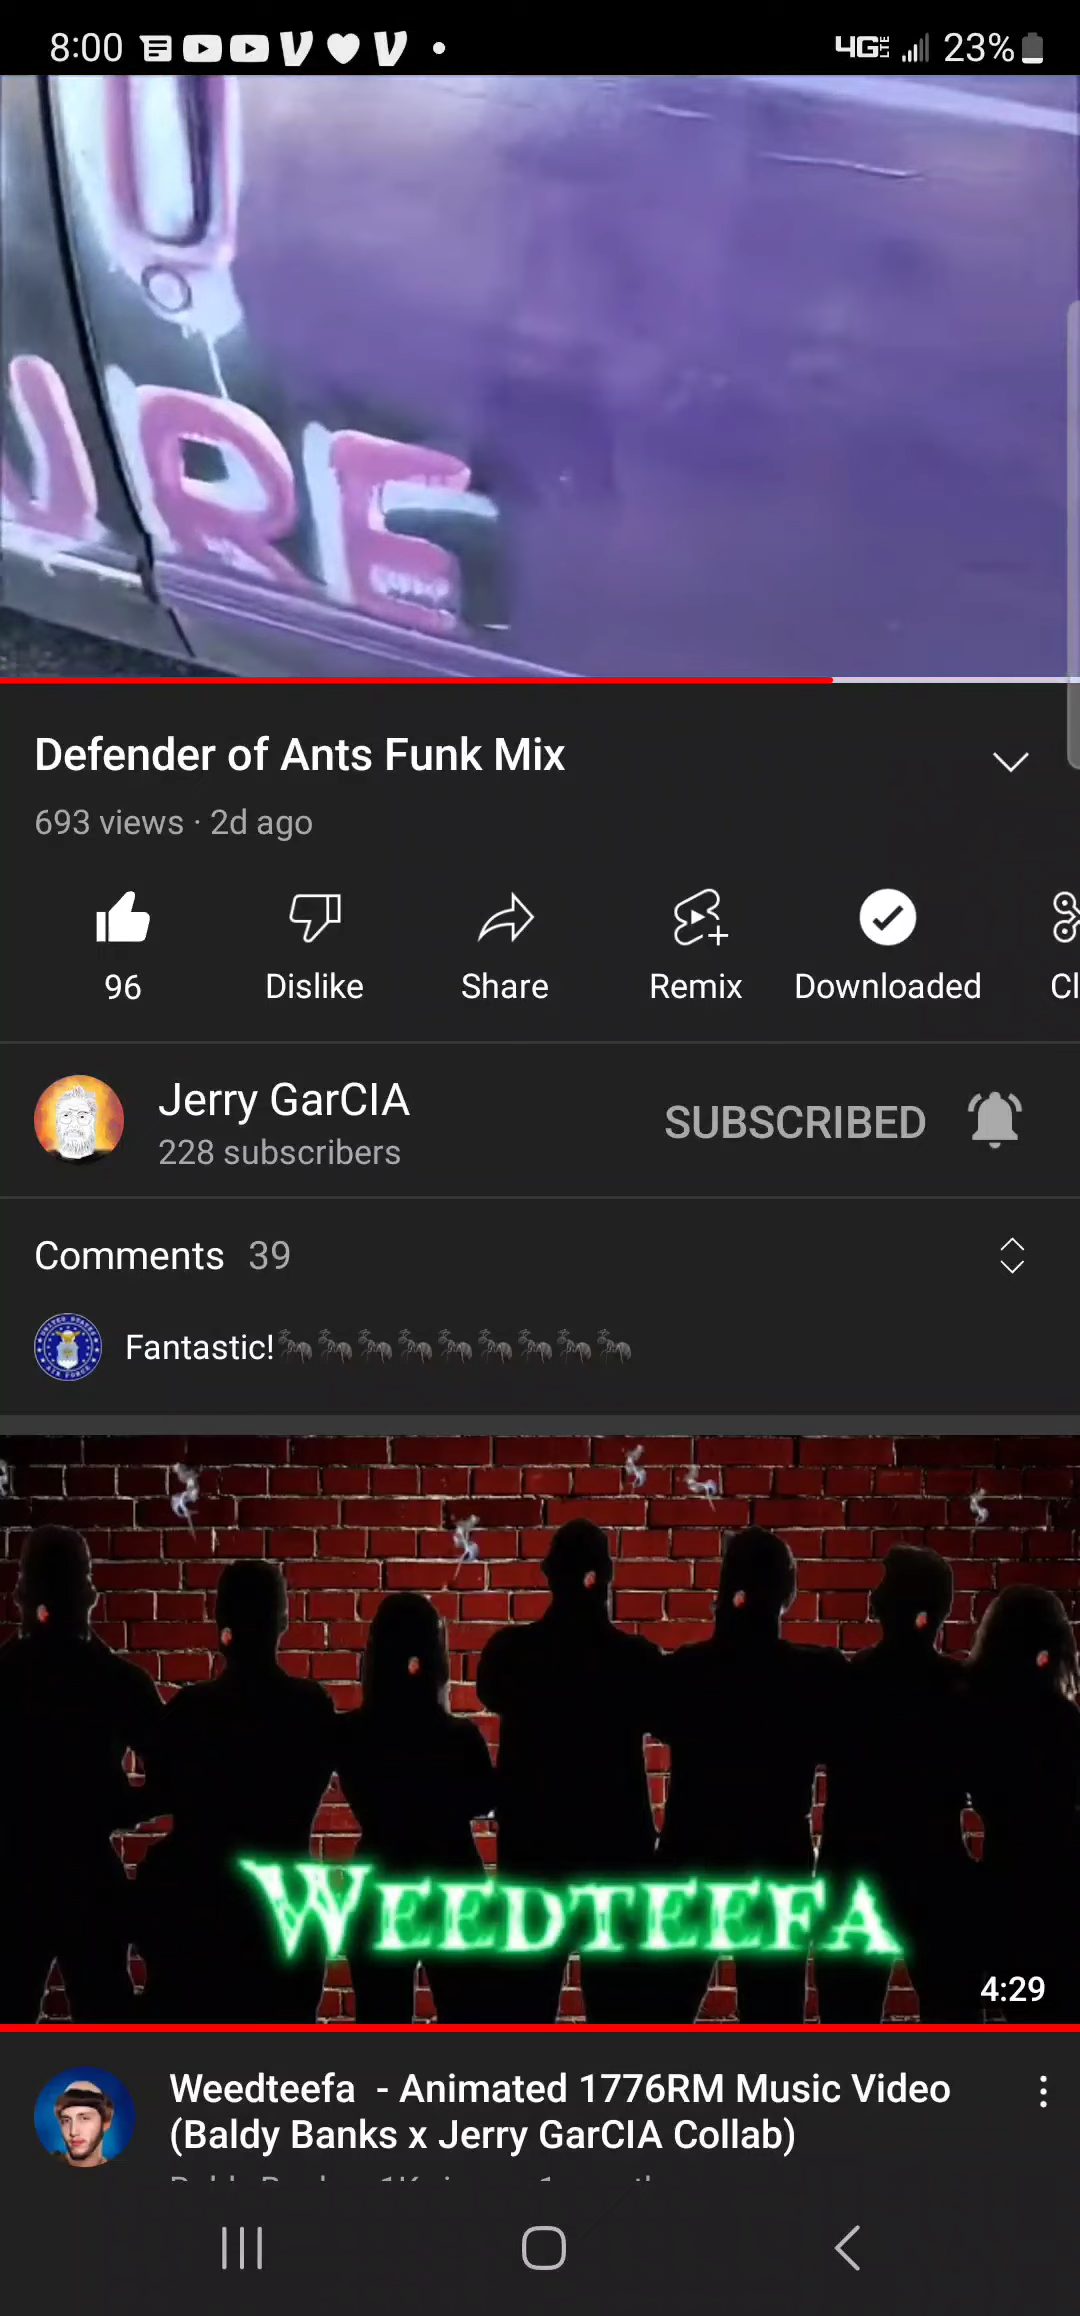 8:00 4G LTE 23%
U
URE
Defender of Ants Funk Mix
693 views · 2d ago
96 Dislike Share Remix Downloaded Cl
Jerry GarCIA
228 subscribers
SUBSCRIBED
Comments 39
Fantastic!🐜🐜🐜🐜🐜🐜🐜🐜🐜
WEEDTEEFA
4:29
Weedteefa - Animated 1776RM Music Video
(Baldy Banks x Jerry GarCIA Collab)